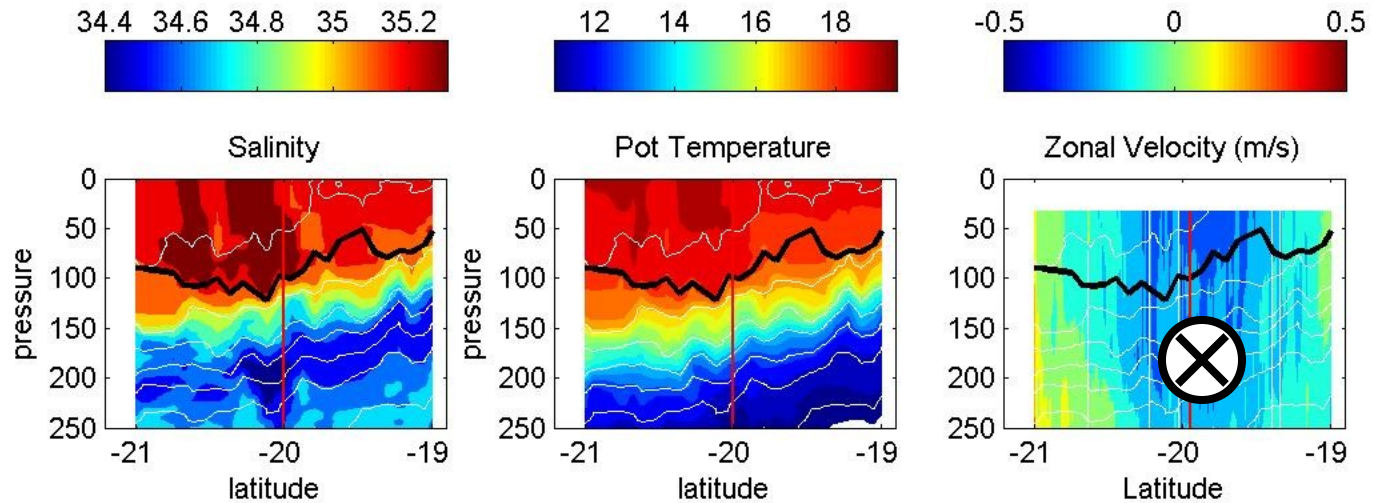 34.4 34.6 34.8 35 35.2
12 14 16 18
-0.5 0 0.5
Salinity
Pot Temperature
Zonal Velocity (m/s)
pressure
0
50
100
150
200
250
-21 -20 -19
latitude
pressure
0
50
100
150
200
250
-21 -20 -19
latitude
0
50
100
150
200
250
-21 -20 -19
Latitude